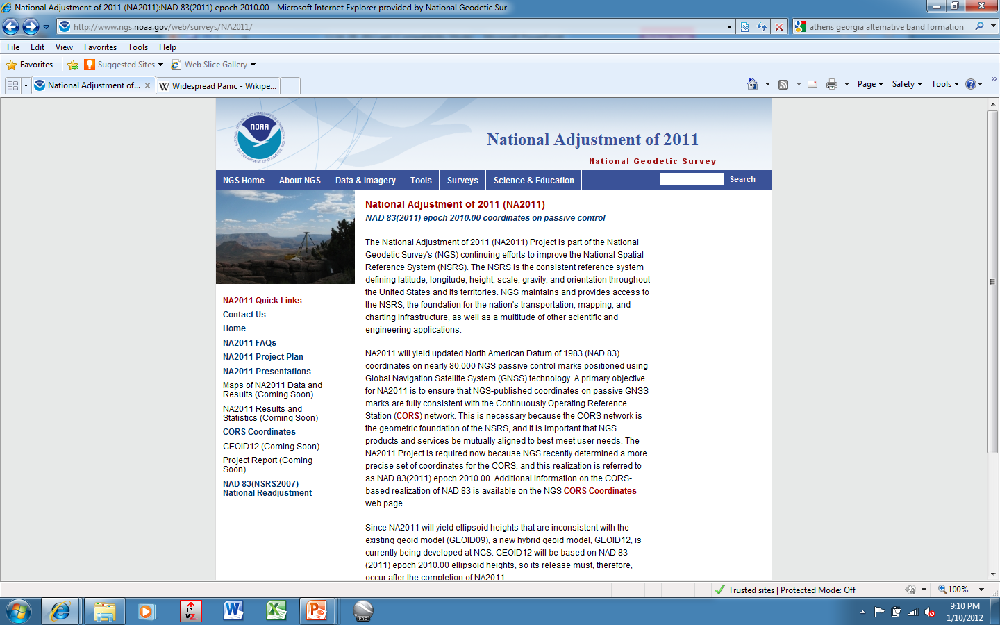 National Adjustment of 2011 (NA2011):NAD 83(2011) epoch 2010.00 - Microsoft Internet Explorer provided by National Geodetic Sur
http://www.ngs.noaa.gov/web/surveys/NA2011/
athens georgia alternative band formation
File Edit View Favorites Tools Help
Favorites Suggested Sites Web Slice Gallery
National Adjustment of... Widespread Panic - Wikipe... Page Safety Tools
NOAA
National Adjustment of 2011
National Geodetic Survey
NGS Home About NGS Data & Imagery Tools Surveys Science & Education Search
NA2011 Quick Links
Contact Us
Home
NA2011 FAQs
NA2011 Project Plan
NA2011 Presentations
Maps of NA2011 Data and
Results (Coming Soon)
NA2011 Results and
Statistics (Coming Soon)
CORS Coordinates
GEOID12 (Coming Soon)
Project Report (Coming
Soon)
NAD 83(NSRS2007)
National Readjustment
National Adjustment of 2011 (NA2011)
NAD 83(2011) epoch 2010.00 coordinates on passive control
The National Adjustment of 2011 (NA2011) Project is part of the National
Geodetic Survey's (NGS) continuing efforts to improve the National Spatial
Reference System (NSRS). The NSRS is the consistent reference system
defining latitude, longitude, height, scale, gravity, and orientation throughout
the United States and its territories. NGS maintains and provides access to
the NSRS, the foundation for the nation's transportation, mapping, and
charting infrastructure, as well as a multitude of other scientific and
engineering applications.
NA2011 will yield updated North American Datum of 1983 (NAD 83)
coordinates on nearly 80,000 NGS passive control marks positioned using
Global Navigation Satellite System (GNSS) technology. A primary objective
for NA2011 is to ensure that NGS-published coordinates on passive GNSS
marks are fully consistent with the Continuously Operating Reference
Station (CORS) network. This is necessary because the CORS network is
the geometric foundation of the NSRS, and it is important that NGS
products and services be mutually aligned to best meet user needs. The
NA2011 Project is required now because NGS recently determined a more
precise set of coordinates for the CORS, and this realization is referred to
as NAD 83(2011) epoch 2010.00. Additional information on the CORS-
based realization of NAD 83 is available on the NGS CORS Coordinates
web page.
Since NA2011 will yield ellipsoid heights that are inconsistent with the
existing geoid model (GEOID09), a new hybrid geoid model, GEOID12, is
currently being developed at NGS. GEOID12 will be based on NAD 83
(2011) epoch 2010.00 ellipsoid heights, so its release must, therefore,
occur after the completion of NA2011
Trusted sites | Protected Mode: Off 100%
9:10 PM
1/10/2012